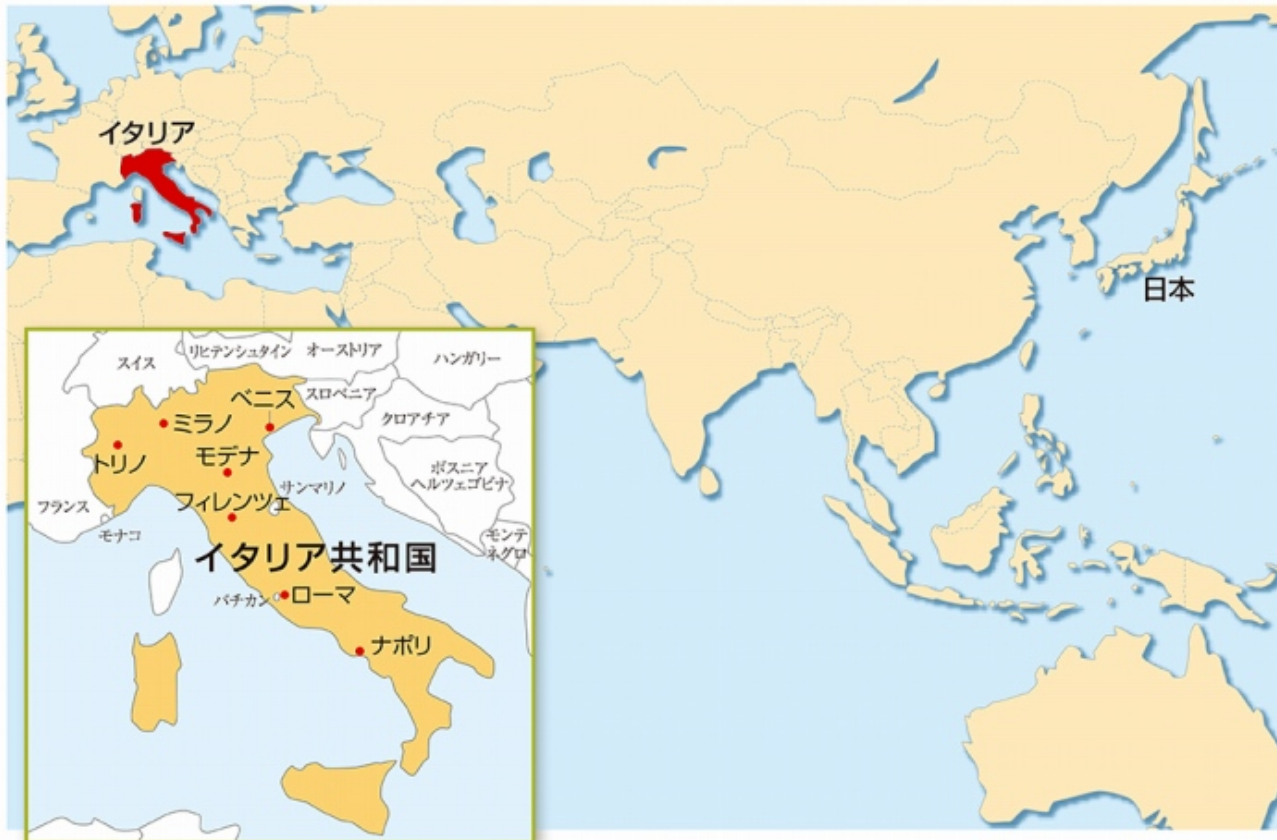 イタリア
日本
スイス
リヒテンシュタイン
オーストリア
ハンガリー
スロベニア
ベニス
クロアチア
ミラノ
トリノ
モデナ
ボスニア
ヘルツェゴビナ
サンマリノ
フランス
フィレンツェ
モナコ
モンテ
ネグロ
イタリア共和国
バチカン
ローマ
ナポリ